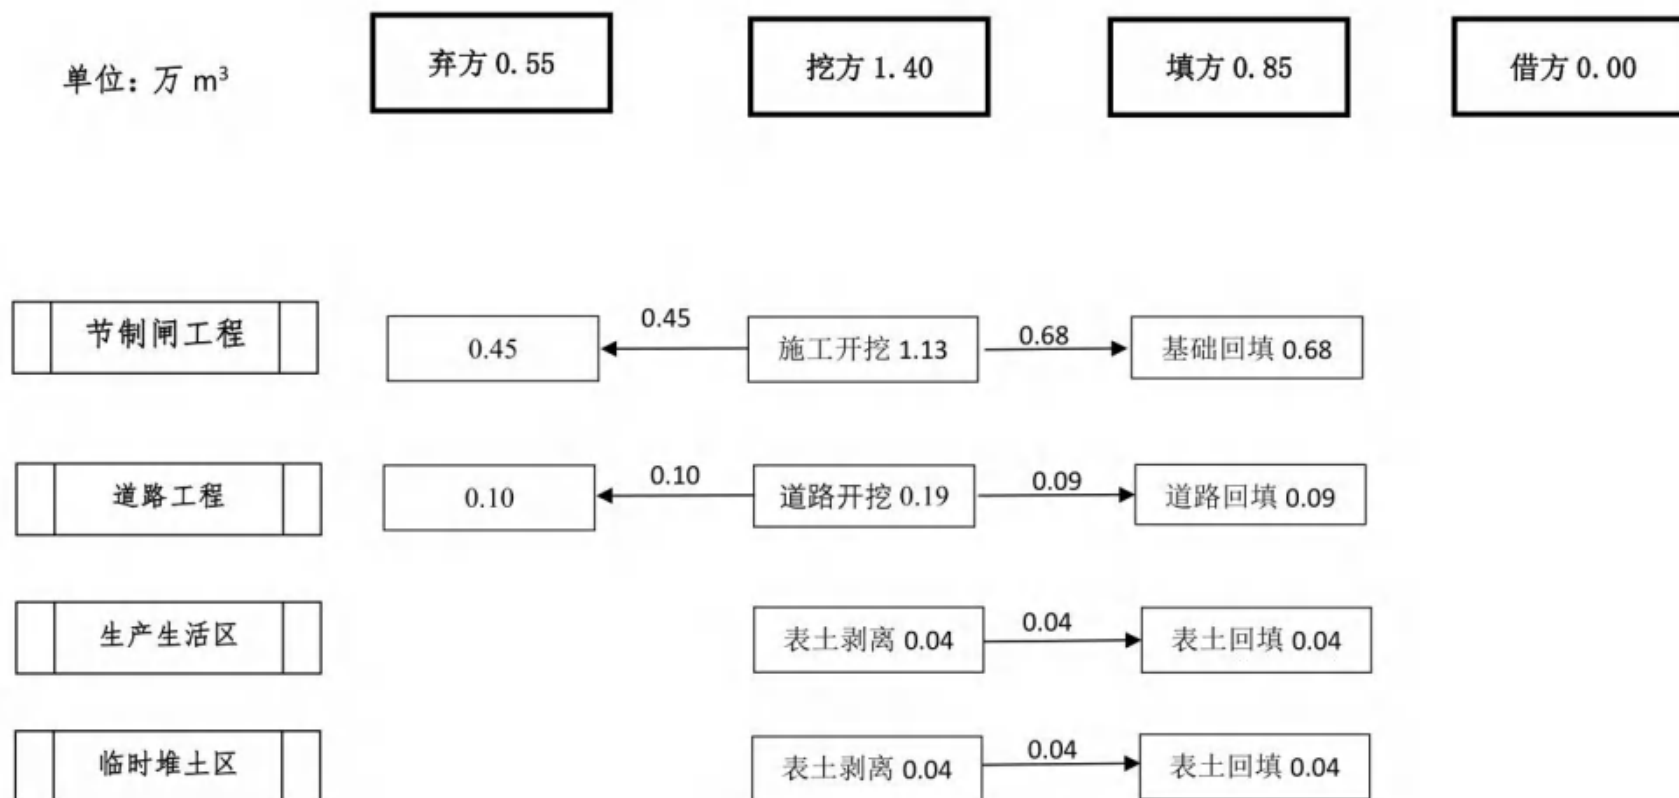 单位：万 m³
弃方 0.55
挖方 1.40
填方 0.85
借方 0.00
节制闸工程
0.45
0.45
施工开挖 1.13
0.68
基础回填 0.68
道路工程
0.10
0.10
道路开挖 0.19
0.09
道路回填 0.09
生产生活区
表土剥离 0.04
0.04
表土回填 0.04
临时堆土区
表土剥离 0.04
0.04
表土回填 0.04